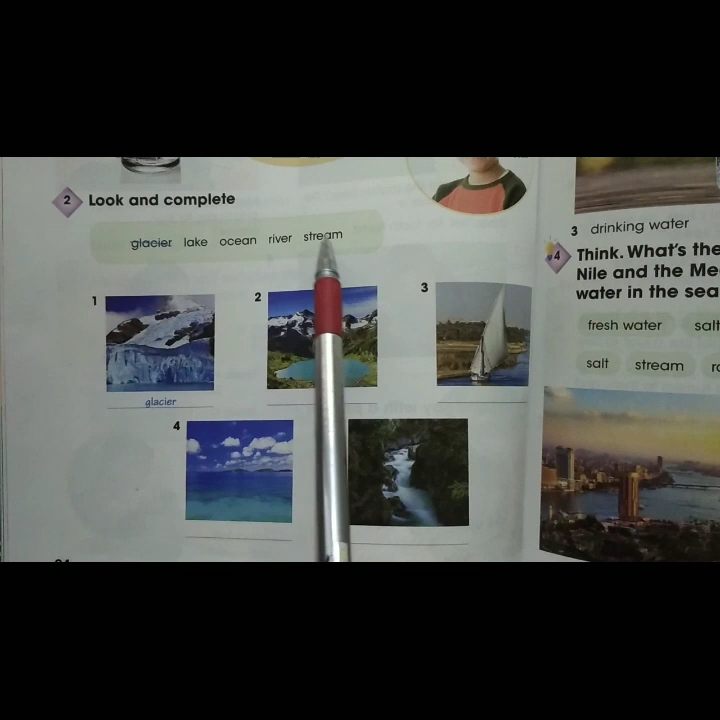 2 Look and complete
glacier lake ocean river stream
1
2
3
glacier
4
3 drinking water
4 Think. What's the
Nile and the Me
water in the sea
fresh water salt
salt stream